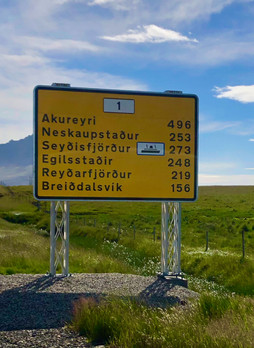 1
Akureyri 496
Neskaupstaður 253
Seyðisfjörður 273
Egilsstaðir 248
Reyðarfjörður 219
Breiðdalsvík 156